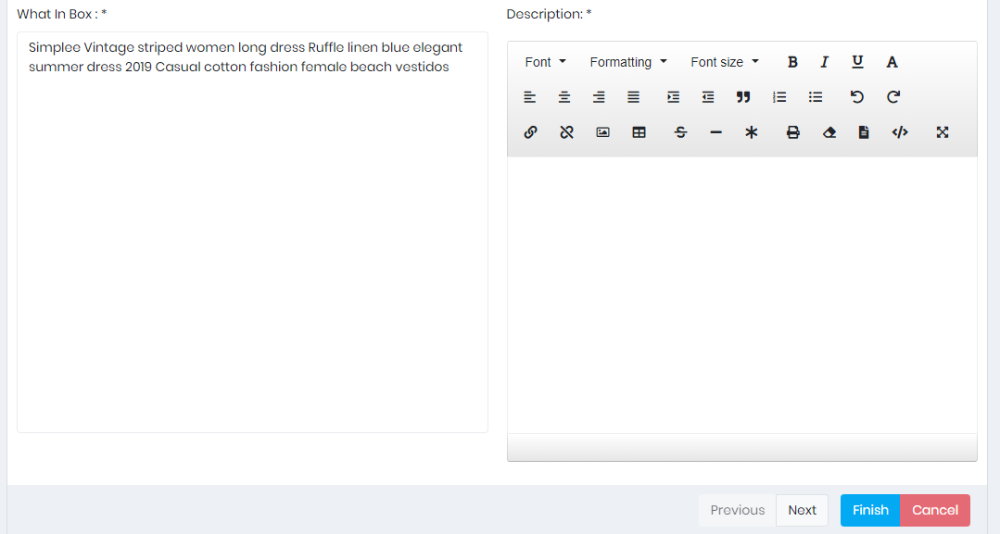 What In Box : *
Simplee Vintage striped women long dress Ruffle linen blue elegant
summer dress 2019 Casual cotton fashion female beach vestidos
Description: *
Font Formatting Font size B I U A
Previous Next Finish Cancel